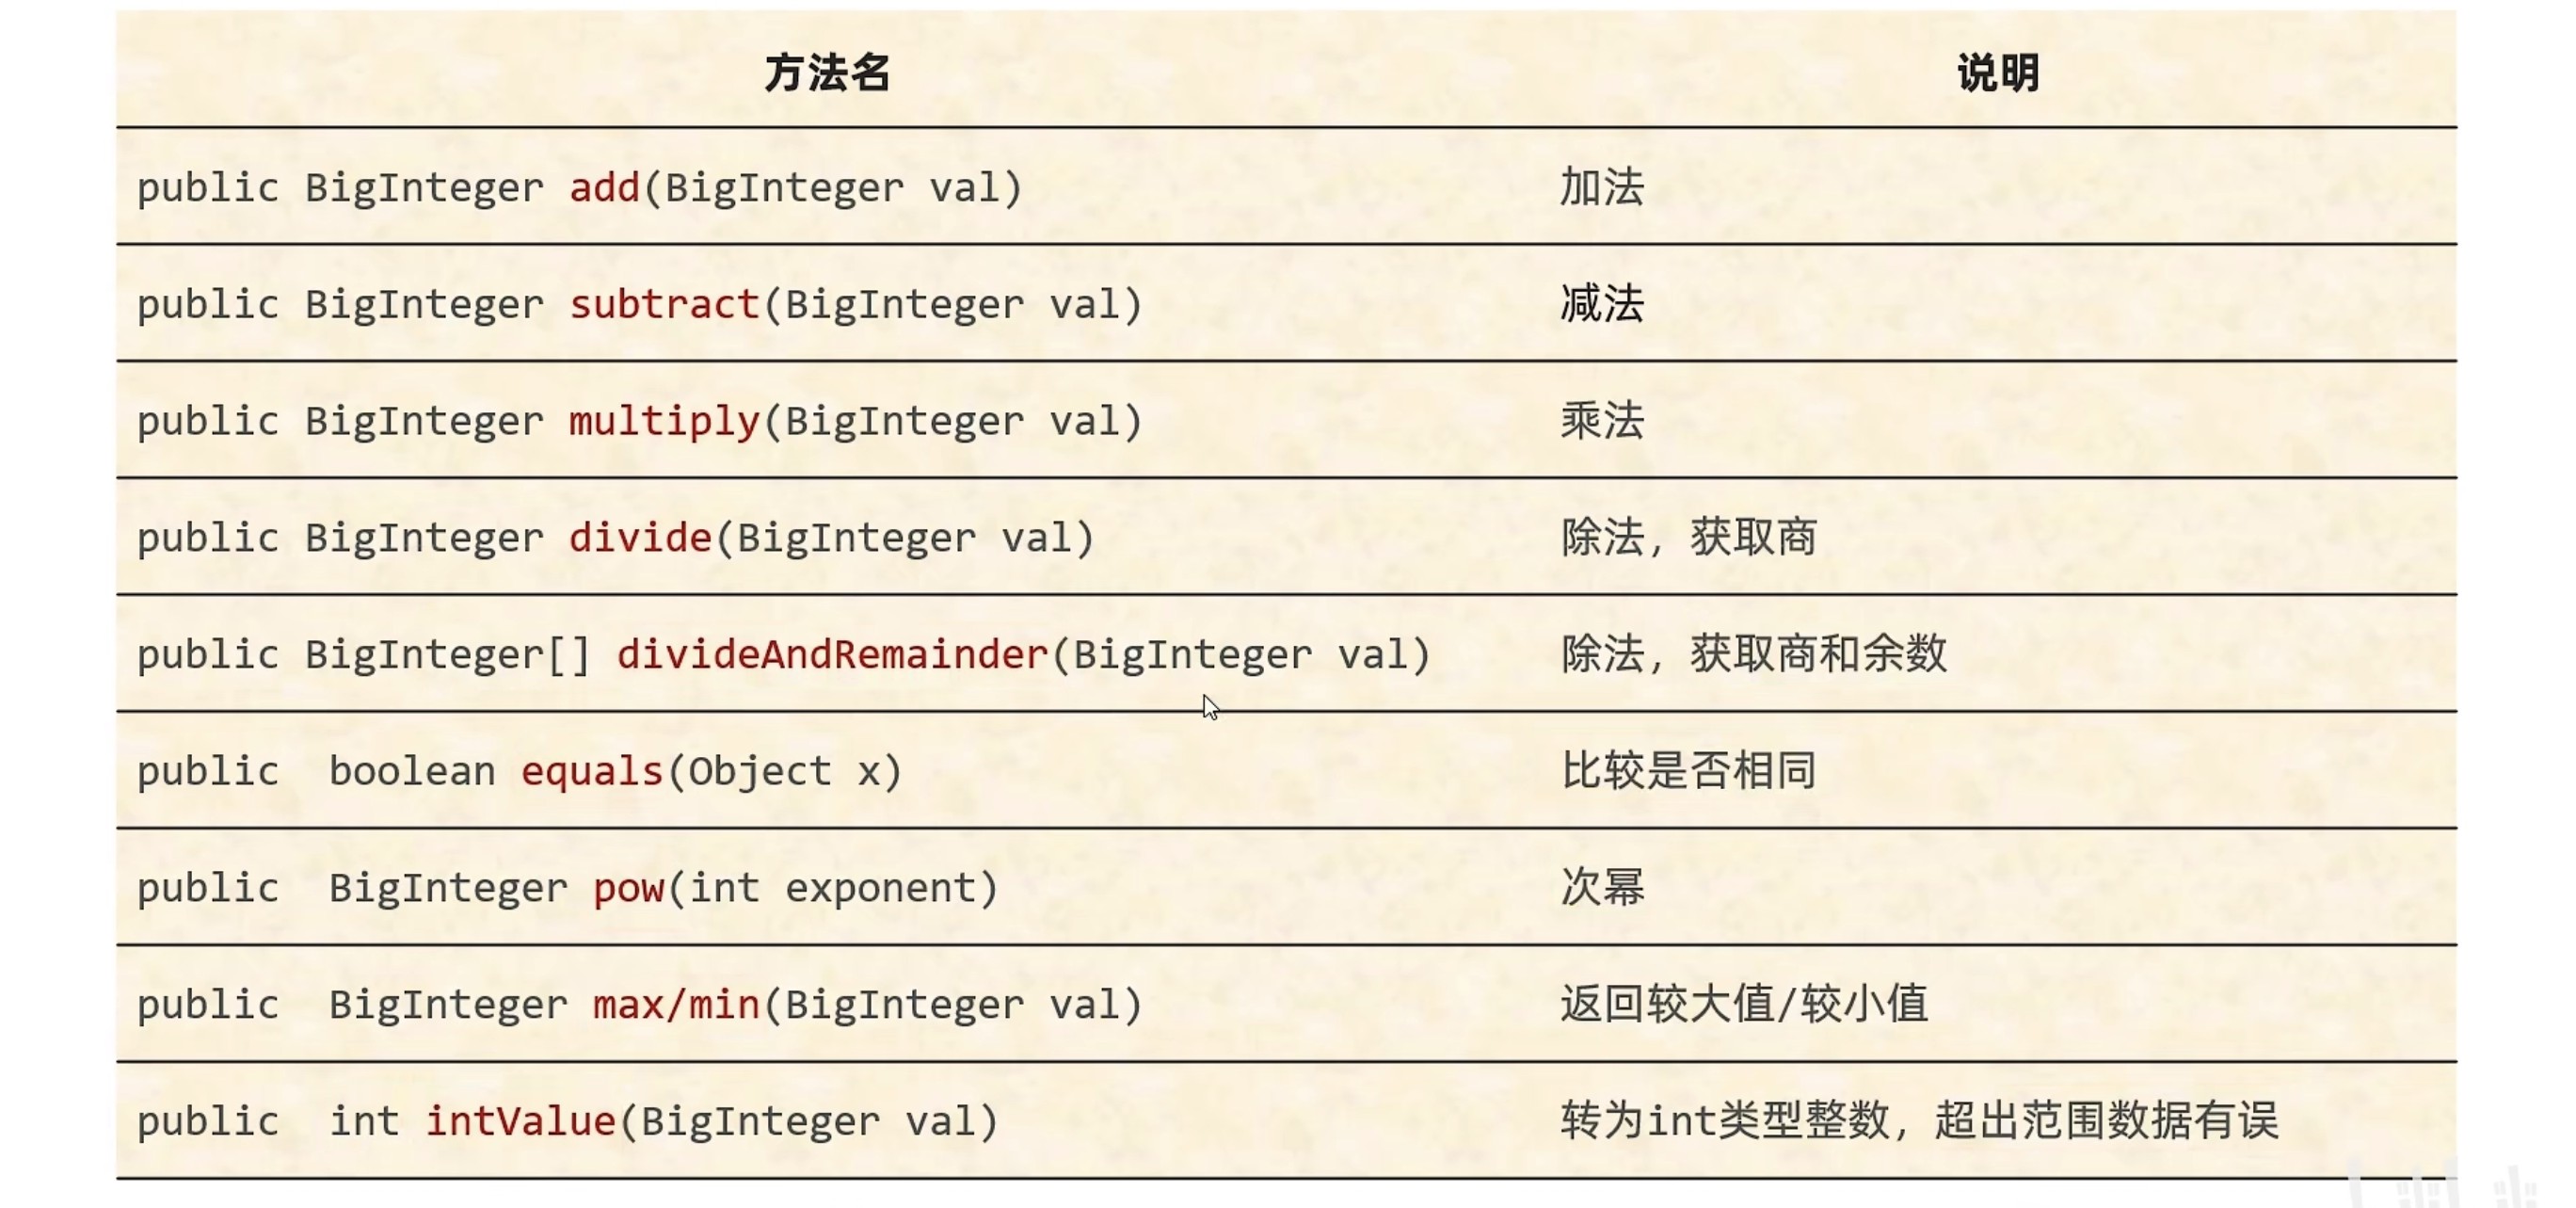 方法名 说明
public BigInteger add(BigInteger val) 加法
public BigInteger subtract(BigInteger val) 减法
public BigInteger multiply(BigInteger val) 乘法
public BigInteger divide(BigInteger val) 除法，获取商
public BigInteger[] divideAndRemainder(BigInteger val) 除法，获取商和余数
public  boolean equals(Object x) 比较是否相同
public  BigInteger pow(int exponent) 次幂
public  BigInteger max/min(BigInteger val) 返回较大值/较小值
public  int intValue(BigInteger val) 转为int类型整数，超出范围数据有误